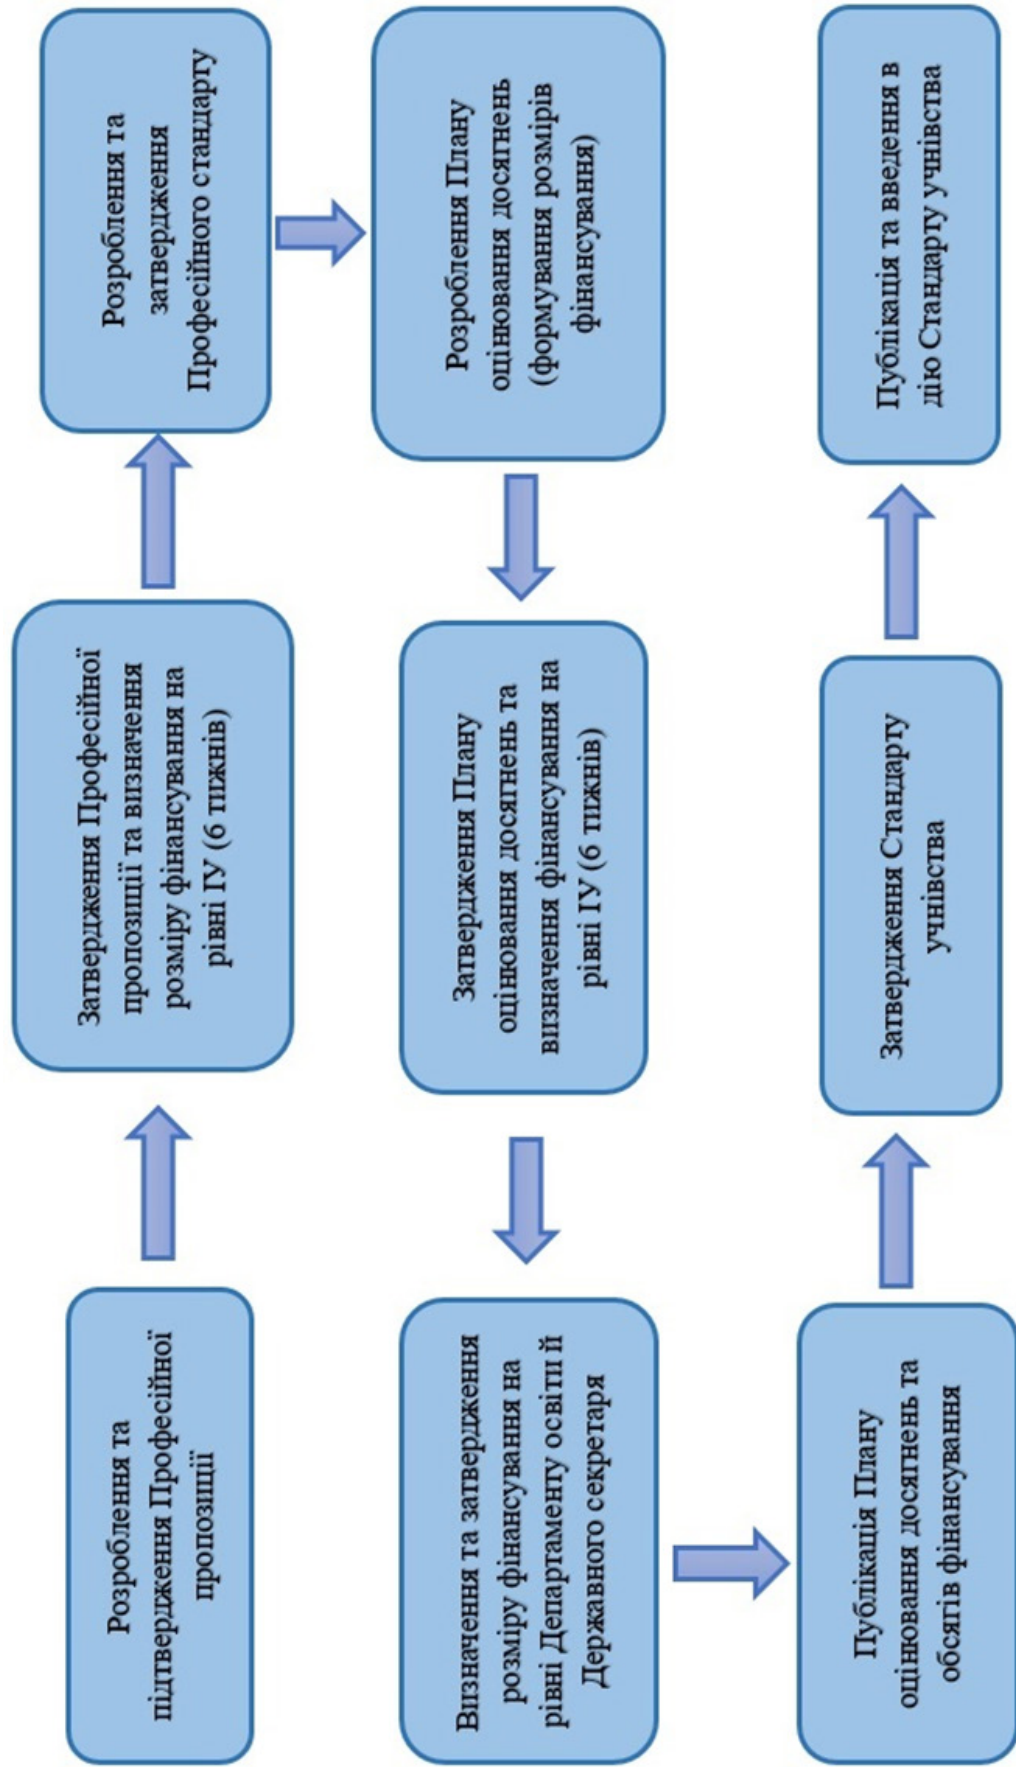 Розроблення та
підтвердження Професійної
пропозиції
Затвердження Професійної
пропозиції та визначення
розміру фінансування на
рівні ІУ (6 тижнів)
Розроблення та
затвердження
Професійного стандарту
Розроблення Плану
оцінювання досягнень
(формування розмірів
фінансування)
Затвердження Плану
оцінювання досягнень та
визначення фінансування на
рівні ІУ (6 тижнів)
Визначення та затвердження
розміру фінансування на
рівні Департаменту освіти й
Державного секретаря
Публікація Плану
оцінювання досягнень та
обсягів фінансування
Затвердження Стандарту
учнівства
Публікація та введення в
дію Стандарту учнівства